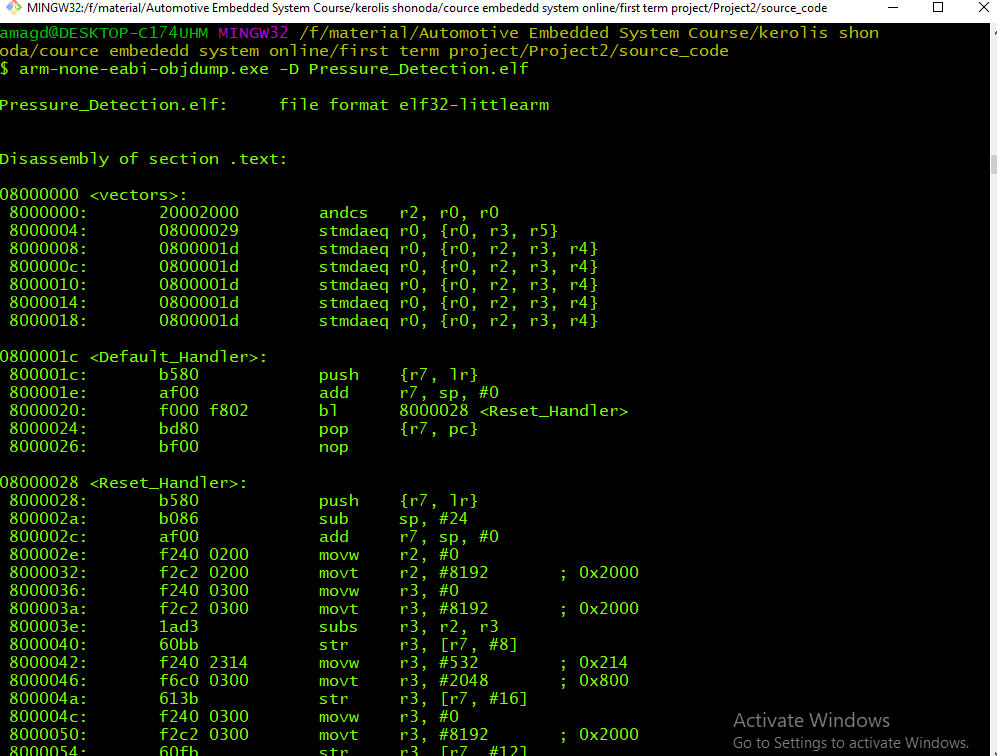 MINGW32:/f/material/Automotive Embedded System Course/kerolis shonoda/cource embededd system online/first term project/Project2/source_code
amagd@DESKTOP-C174UHM MINGW32 /f/material/Automotive Embedded System Course/kerolis shon
oda/cource embededd system online/first term project/Project2/source_code
$ arm-none-eabi-objdump.exe -D Pressure_Detection.elf
Pressure_Detection.elf:     file format elf32-littlearm
Disassembly of section .text:
08000000 <vectors>:
 8000000:       20002000        andcs   r2, r0, r0
 8000004:       08000029        stmdaeq r0, {r0, r3, r5}
 8000008:       0800001d        stmdaeq r0, {r0, r2, r3, r4}
 800000c:       0800001d        stmdaeq r0, {r0, r2, r3, r4}
 8000010:       0800001d        stmdaeq r0, {r0, r2, r3, r4}
 8000014:       0800001d        stmdaeq r0, {r0, r2, r3, r4}
 8000018:       0800001d        stmdaeq r0, {r0, r2, r3, r4}
0800001c <Default_Handler>:
 800001c:       b580            push    {r7, lr}
 800001e:       af00            add     r7, sp, #0
 8000020:       f000 f802       bl      8000028 <Reset_Handler>
 8000024:       bd80            pop     {r7, pc}
 8000026:       bf00            nop
08000028 <Reset_Handler>:
 8000028:       b580            push    {r7, lr}
 800002a:       b086            sub     sp, #24
 800002c:       af00            add     r7, sp, #0
 800002e:       f240 0200       movw    r2, #0
 8000032:       f2c2 0200       movt    r2, #8192       ; 0x2000
 8000036:       f240 0300       movw    r3, #0
 800003a:       f2c2 0300       movt    r3, #8192       ; 0x2000
 800003e:       1ad3            subs    r3, r2, r3
 8000040:       60bb            str     r3, [r7, #8]
 8000042:       f240 2314       movw    r3, #532        ; 0x214
 8000046:       f6c0 0300       movt    r3, #2048       ; 0x800
 800004a:       613b            str     r3, [r7, #16]
 800004c:       f240 0300       movw    r3, #0
 8000050:       f2c2 0300       movt    r3, #8192       ; 0x2000
 8000054:       60fb            str     r3, [r7, #12]
Activate Windows
Go to Settings to activate Windows.